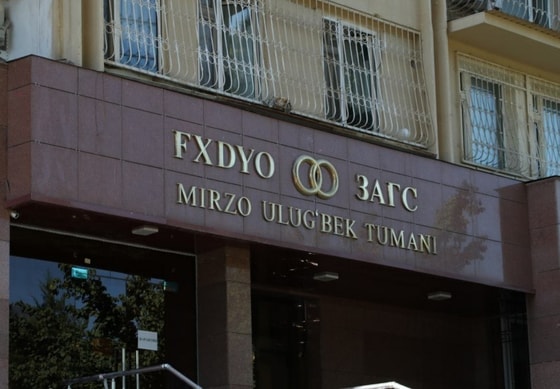 FXDYO ЗАГС
MIRZO ULUG‘BEK TUMANI